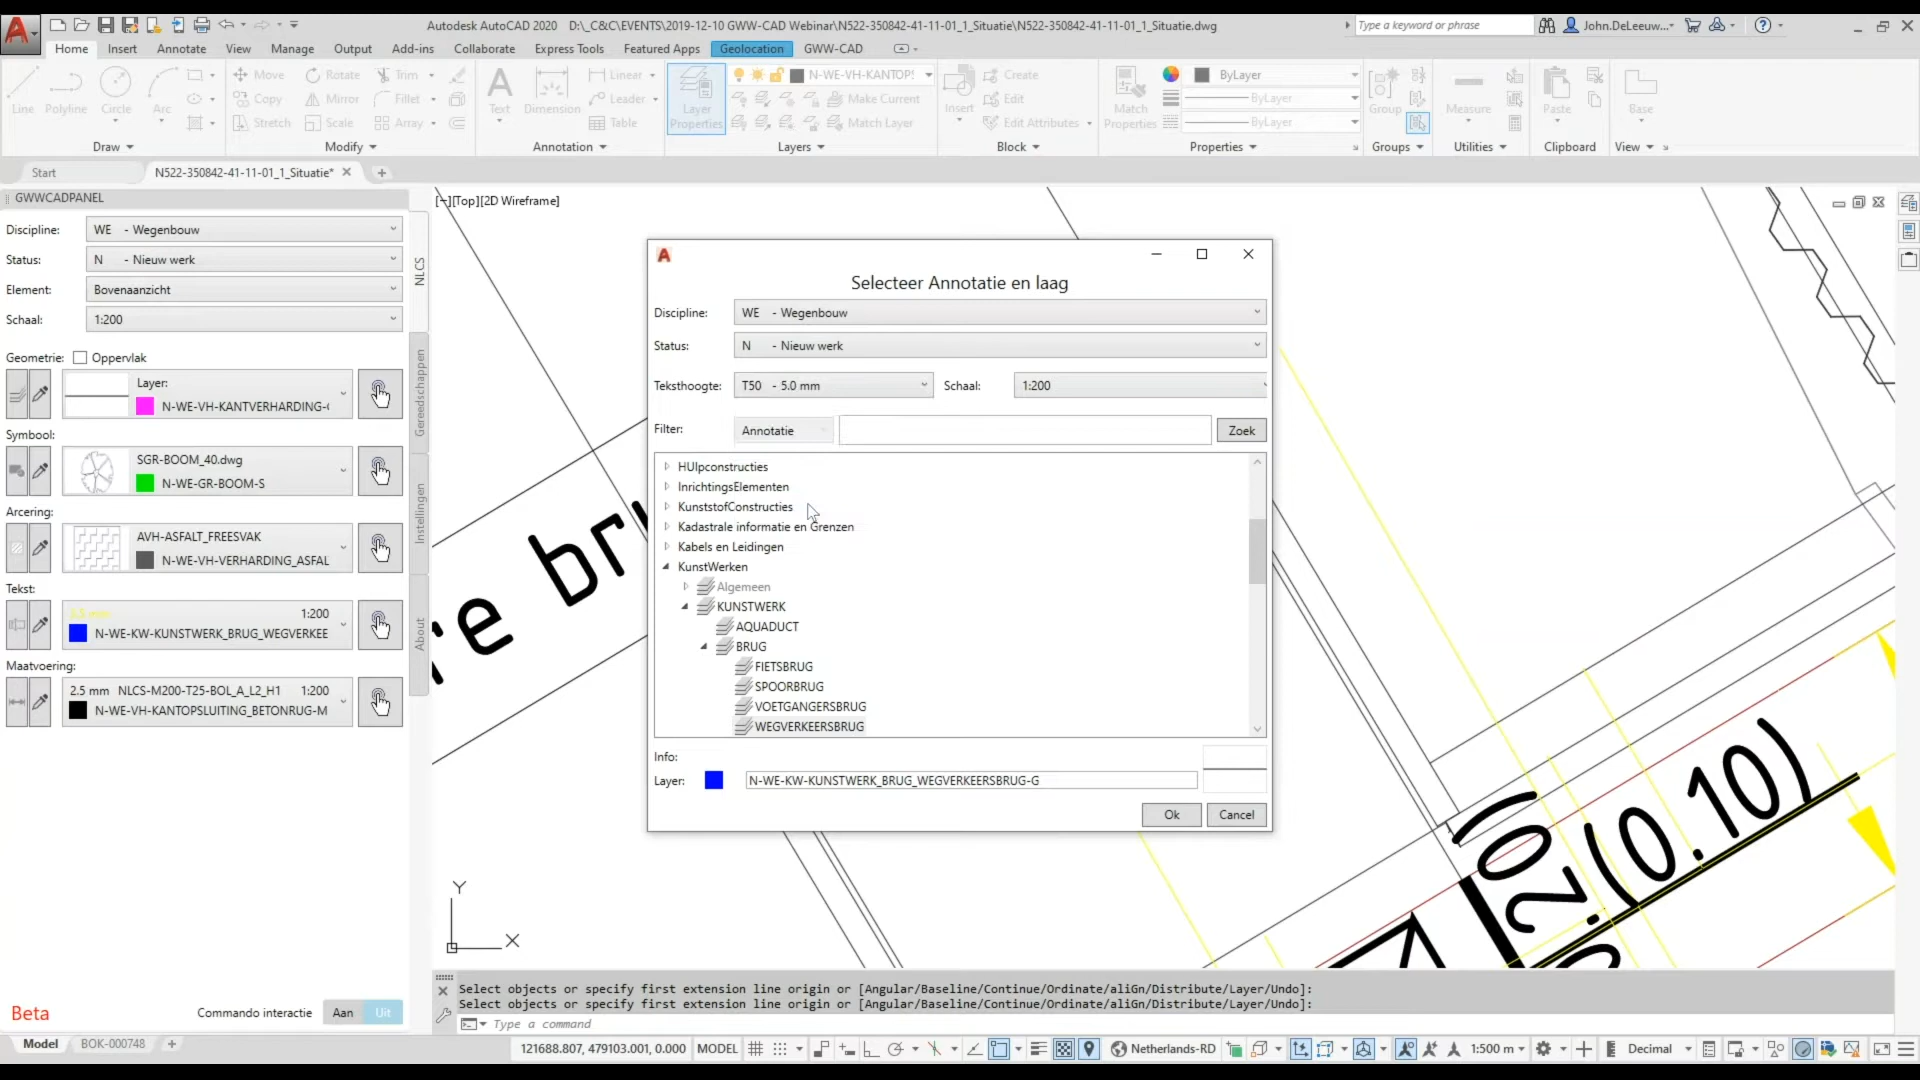 Autodesk AutoCAD 2020 D:\_C&C\EVENTS\2019-12-10 GWW-CAD Webinar\N522-350842-41-11-01_1_Situatie\N522-350842-41-11-01_1_Situatie.dwg
Type a keyword or phrase
John.DeLeeuw...
Home Insert Annotate View Manage Output Add-ins Collaborate Express Tools Featured Apps Geolocation GWW-CAD
Line Polyline Circle Arc
Move Rotate Trim
Copy Mirror Fillet
Stretch Scale Array
Text Dimension
Linear
Leader
Table
Layer Properties
N-WE-VH-KANTOP!
Make Current
Match Layer
Insert
Create
Edit
Edit Attributes
Match Properties
ByLayer
ByLayer
ByLayer
Group
Measure
Paste
Base
Draw Modify Annotation Layers Block Properties Groups Utilities Clipboard View
Start N522-350842-41-11-01_1_Situatie*
GWWCADPANEL
Discipline: WE - Wegenbouw
Status: N - Nieuw werk
Element: Bovenaanzicht
Schaal: 1:200
Geometrie: Oppervlak
Layer:
N-WE-VH-KANTVERHARDING-(
Symbool:
SGR-BOOM_40.dwg
N-WE-GR-BOOM-S
Arcering:
AVH-ASFALT_FREESVAK
N-WE-VH-VERHARDING_ASFAL
Tekst:
1:200
N-WE-KW-KUNSTWERK_BRUG_WEGVERKEE
Maatvoering:
2.5 mm NLCS-M200-T25-BOL_A_L2_H1 1:200
N-WE-VH-KANTOPSLUITING_BETONRUG-M
NLCS
Gereedschappen
Instellingen
About
Beta
Commando interactie Aan Uit
[−][Top][2D Wireframe]
Selecteer Annotatie en laag
Discipline: WE - Wegenbouw
Status: N - Nieuw werk
Teksthoogte: T50 - 5.0 mm Schaal: 1:200
Filter: Annotatie Zoek
HUlpconstructies
InrichtingsElementen
KunststofConstructies
Kadastrale informatie en Grenzen
Kabels en Leidingen
KunstWerken
Algemeen
KUNSTWERK
AQUADUCT
BRUG
FIETSBRUG
SPOORBRUG
VOETGANGERSBRUG
WEGVERKEERSBRUG
Info:
Layer: N-WE-KW-KUNSTWERK_BRUG_WEGVERKEERSBRUG-G
Ok Cancel
(0.10)
Y
X
Select objects or specify first extension line origin or [Angular/Baseline/Continue/Ordinate/aliGn/Distribute/Layer/Undo]:
Select objects or specify first extension line origin or [Angular/Baseline/Continue/Ordinate/aliGn/Distribute/Layer/Undo]:
Type a command
Model BOK-000748
121688.807, 479103.001, 0.000 MODEL Netherlands-RD 1:500 m Decimal